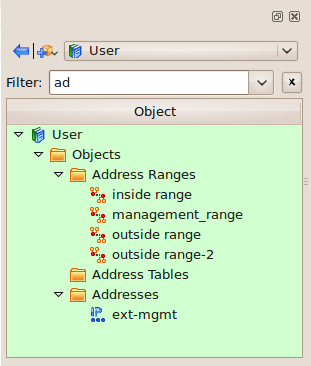 User
Filter: ad
Object
User
Objects
Address Ranges
inside range
management_range
outside range
outside range-2
Address Tables
Addresses
ext-mgmt